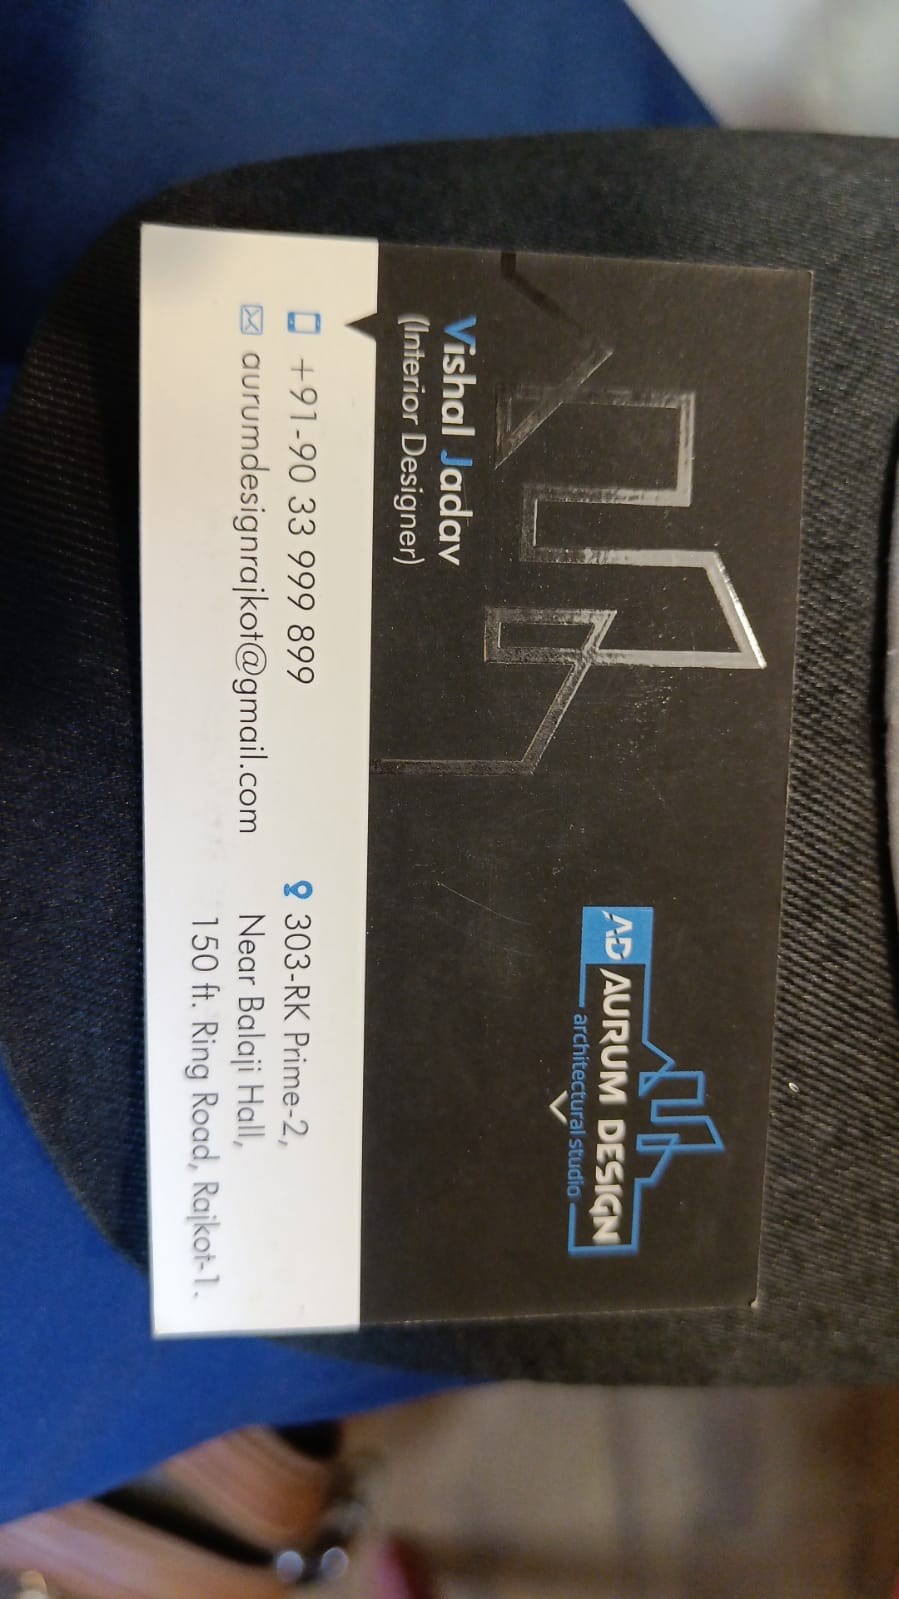 AD AURUM DESIGN
architectural studio
Vishal Jadav
(Interior Designer)
+91-90 33 999 899
aurumdesignrajkot@gmail.com
303-RK Prime-2,
Near Balaji Hall,
150 ft. Ring Road, Rajkot-1.